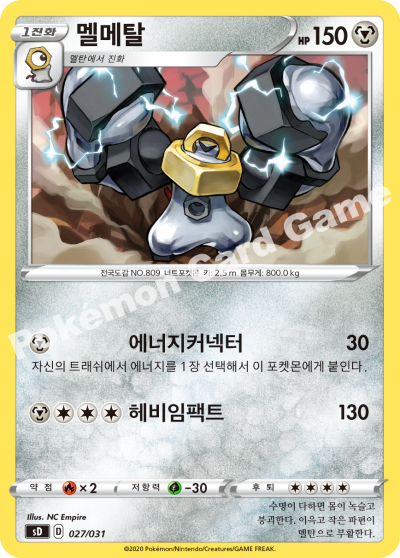 1진화
멜메탈
HP 150
멜탄에서 진화
전국도감 NO.809 너트포켓몬 키: 2.5 m 몸무게: 800.0 kg
Pokémon Card Game
에너지커넥터 30
자신의 트래쉬에서 에너지를 1장 선택해서 이 포켓몬에게 붙인다.
헤비임팩트 130
약점 ×2 저항력 -30 후퇴
Illus. NC Empire
sD D 027/031
수명이 다하면 몸이 녹슬고
붕괴한다. 이윽고 작은 파편이
멜탄으로 부활한다.
©2020 Pokémon/Nintendo/Creatures/GAME FREAK.